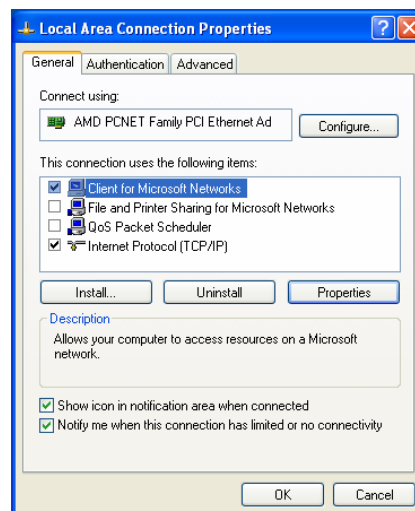 Local Area Connection Properties
General Authentication Advanced
Connect using:
AMD PCNET Family PCI Ethernet Ad
Configure...
This connection uses the following items:
Client for Microsoft Networks
File and Printer Sharing for Microsoft Networks
QoS Packet Scheduler
Internet Protocol (TCP/IP)
Install... Uninstall Properties
Description
Allows your computer to access resources on a Microsoft
network.
Show icon in notification area when connected
Notify me when this connection has limited or no connectivity
OK Cancel